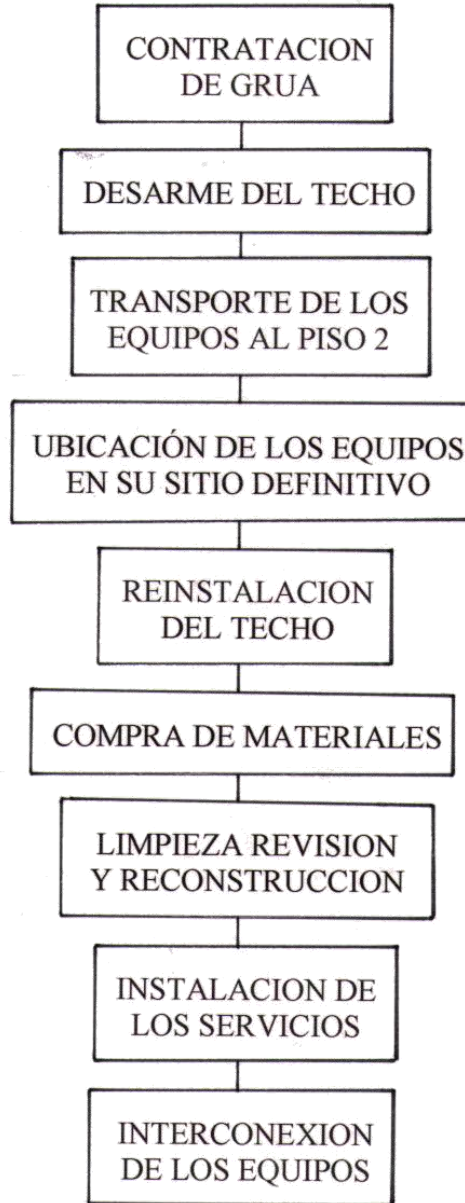 CONTRATACION
DE GRUA
DESARME DEL TECHO
TRANSPORTE DE LOS
EQUIPOS AL PISO 2
UBICACIÓN DE LOS EQUIPOS
EN SU SITIO DEFINITIVO
REINSTALACION
DEL TECHO
COMPRA DE MATERIALES
LIMPIEZA REVISION
Y RECONSTRUCCION
INSTALACION DE
LOS SERVICIOS
INTERCONEXION
DE LOS EQUIPOS